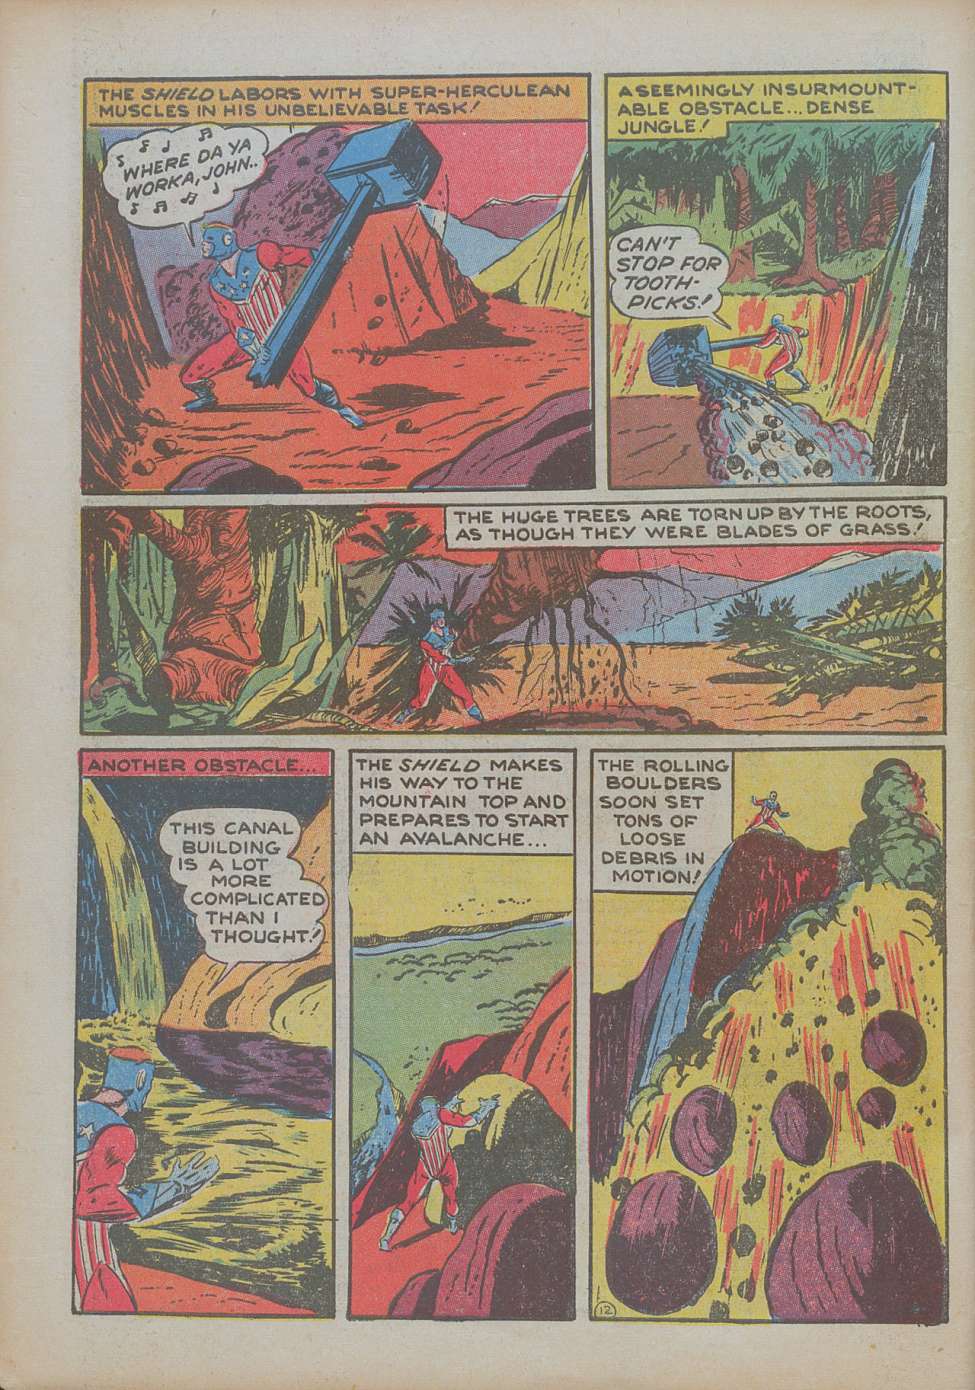 THE SHIELD LABORS WITH SUPER-HERCULEAN
MUSCLES IN HIS UNBELIEVABLE TASK!
WHERE DA YA
WORKA, JOHN..
A SEEMINGLY INSURMOUNT-
ABLE OBSTACLE... DENSE
JUNGLE!
CAN'T
STOP FOR
TOOTH-
PICKS!
THE HUGE TREES ARE TORN UP BY THE ROOTS,
AS THOUGH THEY WERE BLADES OF GRASS!
ANOTHER OBSTACLE...
THIS CANAL
BUILDING
IS A LOT
MORE
COMPLICATED
THAN I
THOUGHT!
THE SHIELD MAKES
HIS WAY TO THE
MOUNTAIN TOP AND
PREPARES TO START
AN AVALANCHE...
THE ROLLING
BOULDERS
SOON SET
TONS OF
LOOSE
DEBRIS IN
MOTION!
12